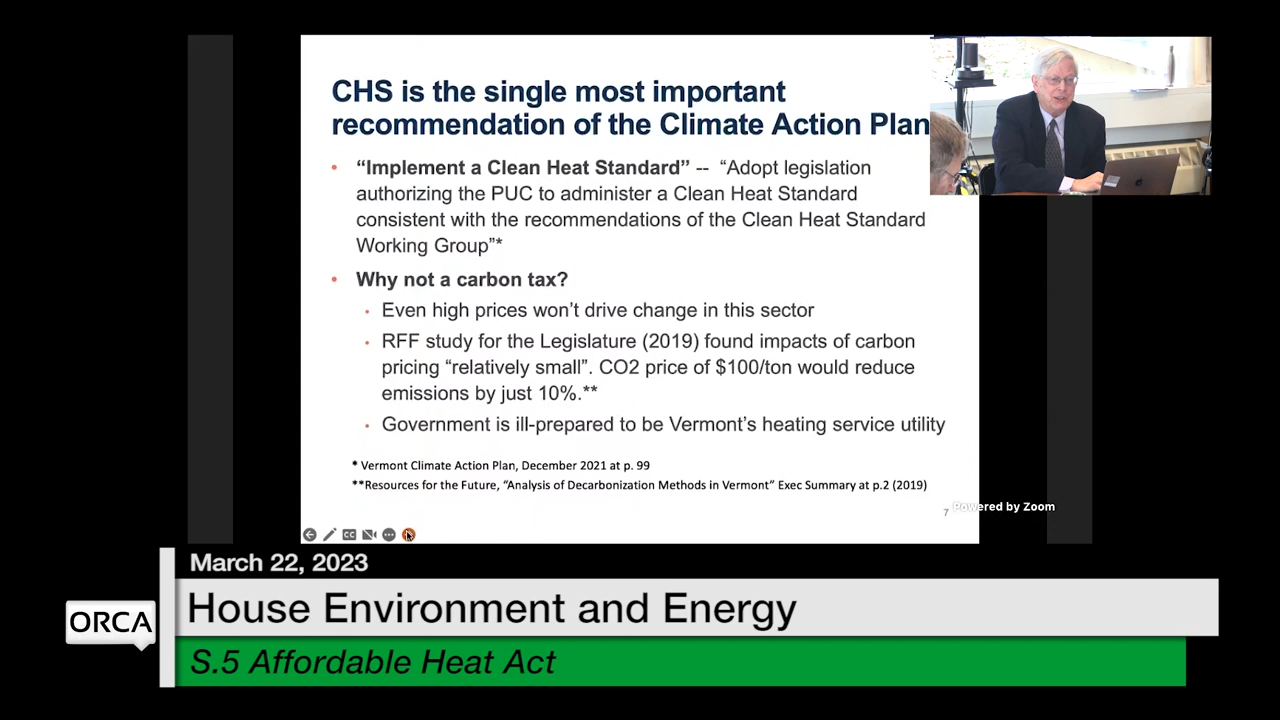 CHS is the single most important
recommendation of the Climate Action Plan
• “Implement a Clean Heat Standard” -- “Adopt legislation
authorizing the PUC to administer a Clean Heat Standard
consistent with the recommendations of the Clean Heat Standard
Working Group”*
• Why not a carbon tax?
• Even high prices won’t drive change in this sector
• RFF study for the Legislature (2019) found impacts of carbon
pricing “relatively small”. CO2 price of $100/ton would reduce
emissions by just 10%.**
• Government is ill-prepared to be Vermont’s heating service utility
* Vermont Climate Action Plan, December 2021 at p. 99
**Resources for the Future, “Analysis of Decarbonization Methods in Vermont” Exec Summary at p.2 (2019)
7
Powered by Zoom
CC
March 22, 2023
House Environment and Energy
ORCA
S.5 Affordable Heat Act